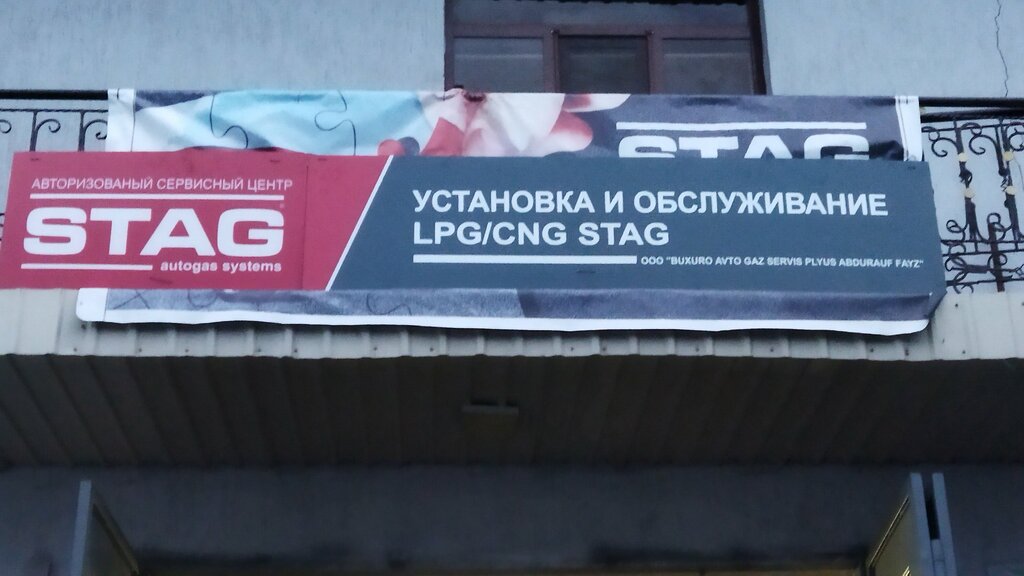 STAG
АВТОРИЗОВАНЫЙ СЕРВИСНЫЙ ЦЕНТР
STAG
autogas systems
УСТАНОВКА И ОБСЛУЖИВАНИЕ
LPG/CNG STAG
ООО "BUXURO AVTO GAZ SERVIS PLYUS ABDURAUF FAYZ"